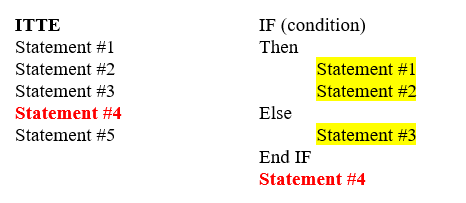 ITTE
Statement #1
Statement #2
Statement #3
Statement #4
Statement #5
IF (condition)
Then
Statement #1
Statement #2
Else
Statement #3
End IF
Statement #4